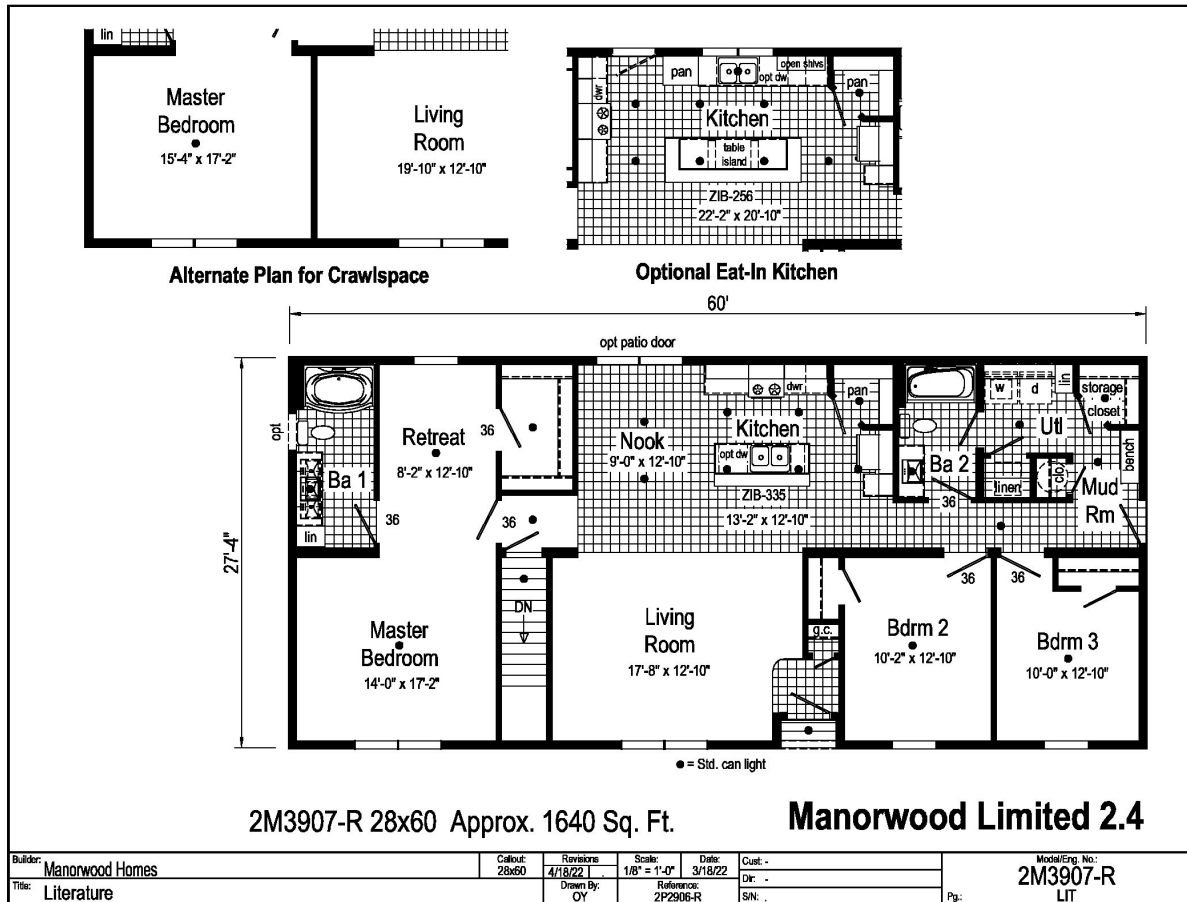 lin
Master
Bedroom
15'-4" x 17'-2"
Living
Room
19'-10" x 12'-10"
Alternate Plan for Crawlspace
pan
opt dw
open shlvs
pan
dwr
Kitchen
table
island
ZIB-256
22'-2" x 20'-10"
Optional Eat-In Kitchen
60'
opt patio door
27'-4"
opt
Ba 1
lin
36
Retreat
8'-2" x 12'-10"
36
36
Nook
9'-0" x 12'-10"
dwr
pan
Kitchen
opt dw
ZIB-335
13'-2" x 12'-10"
Ba 2
36
w
d
lin
storage
closet
Utl
linen
clo
bench
Mud
Rm
DN
Master
Bedroom
14'-0" x 17'-2"
Living
Room
17'-8" x 12'-10"
g.c.
36
Bdrm 2
10'-2" x 12'-10"
36
Bdrm 3
10'-0" x 12'-10"
● = Std. can light
2M3907-R 28x60 Approx. 1640 Sq. Ft.
Manorwood Limited 2.4
Builder: Manorwood Homes
Title: Literature
Callout:
28x60
Revisions
4/18/22
Scale:
1/8" = 1'-0"
Date:
3/18/22
Drawn By:
OY
Reference:
2P2906-R
Cust: -
Dir: -
S/N: .
Model/Eng. No.:
2M3907-R
Pg.: LIT